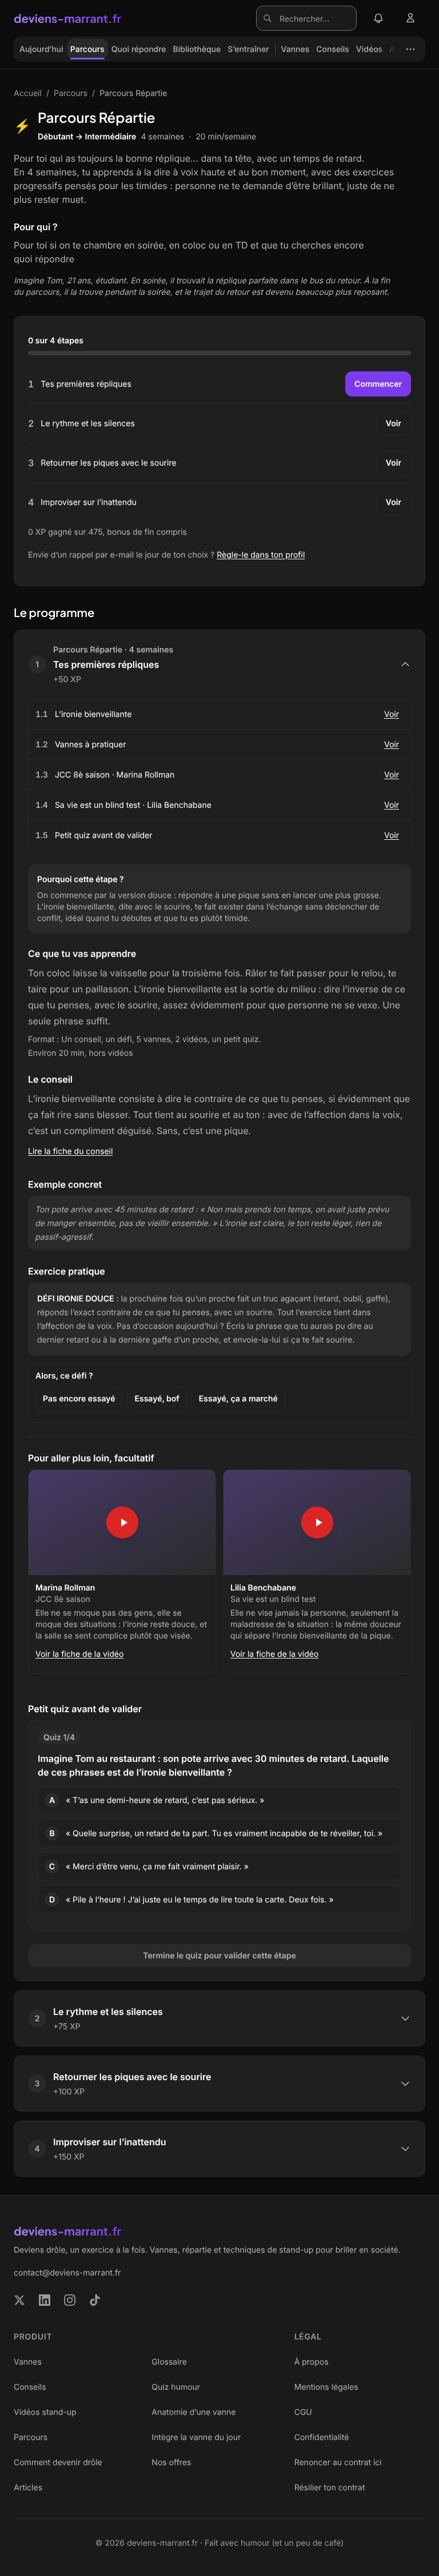 deviens-marrant.fr
Rechercher…
Aujourd’hui Parcours Quoi répondre Bibliothèque S’entraîner Vannes Conseils Vidéos
Accueil / Parcours / Parcours Répartie
⚡ Parcours Répartie
Débutant → Intermédiaire 4 semaines · 20 min/semaine
Pour toi qui as toujours la bonne réplique… dans ta tête, avec un temps de retard.
En 4 semaines, tu apprends à la dire à voix haute et au bon moment, avec des exercices
progressifs pensés pour les timides : personne ne te demande d’être brillant, juste de ne
plus rester muet.
Pour qui ?
Pour toi si on te chambre en soirée, en coloc ou en TD et que tu cherches encore
quoi répondre
Imagine Tom, 21 ans, étudiant. En soirée, il trouvait la réplique parfaite dans le bus du retour. À la fin
du parcours, il la trouve pendant la soirée, et le trajet du retour est devenu beaucoup plus reposant.
0 sur 4 étapes
1 Tes premières répliques Commencer
2 Le rythme et les silences Voir
3 Retourner les piques avec le sourire Voir
4 Improviser sur l’inattendu Voir
0 XP gagné sur 475, bonus de fin compris
Envie d’un rappel par e-mail le jour de ton choix ? Règle-le dans ton profil
Le programme
Parcours Répartie · 4 semaines
1 Tes premières répliques
+50 XP
1.1 L’ironie bienveillante Voir
1.2 Vannes à pratiquer Voir
1.3 JCC 8è saison · Marina Rollman Voir
1.4 Sa vie est un blind test · Lilia Benchabane Voir
1.5 Petit quiz avant de valider Voir
Pourquoi cette étape ?
On commence par la version douce : répondre à une pique sans en lancer une plus grosse.
L’ironie bienveillante, dite avec le sourire, te fait exister dans l’échange sans déclencher de
conflit, idéal quand tu débutes et que tu es plutôt timide.
Ce que tu vas apprendre
Ton coloc laisse la vaisselle pour la troisième fois. Râler te fait passer pour le relou, te
taire pour un paillasson. L’ironie bienveillante est la sortie du milieu : dire l’inverse de ce
que tu penses, avec le sourire, assez évidemment pour que personne ne se vexe. Une
seule phrase suffit.
Format : Un conseil, un défi, 5 vannes, 2 vidéos, un petit quiz.
Environ 20 min, hors vidéos
Le conseil
L’ironie bienveillante consiste à dire le contraire de ce que tu penses, si évidemment que
ça fait rire sans blesser. Tout tient au sourire et au ton : avec de l’affection dans la voix,
c’est un compliment déguisé. Sans, c’est une pique.
Lire la fiche du conseil
Exemple concret
Ton pote arrive avec 45 minutes de retard : « Non mais prends ton temps, on avait juste prévu
de manger ensemble, pas de vieillir ensemble. » L’ironie est claire, le ton reste léger, rien de
passif-agressif.
Exercice pratique
DÉFI IRONIE DOUCE : la prochaine fois qu’un proche fait un truc agaçant (retard, oubli, gaffe),
réponds l’exact contraire de ce que tu penses, avec un sourire. Tout l’exercice tient dans
l’affection de la voix. Pas d’occasion aujourd’hui ? Écris la phrase que tu aurais pu dire au
dernier retard ou à la dernière gaffe d’un proche, et envoie-la-lui si ça te fait sourire.
Alors, ce défi ?
Pas encore essayé Essayé, bof Essayé, ça a marché
Pour aller plus loin, facultatif
Marina Rollman
JCC 8è saison
Elle ne se moque pas des gens, elle se
moque des situations : l’ironie reste douce, et
la salle se sent complice plutôt que visée.
Voir la fiche de la vidéo
Lilia Benchabane
Sa vie est un blind test
Elle ne vise jamais la personne, seulement la
maladresse de la situation : la même douceur
qui sépare l’ironie bienveillante de la pique.
Voir la fiche de la vidéo
Petit quiz avant de valider
Quiz 1/4
Imagine Tom au restaurant : son pote arrive avec 30 minutes de retard. Laquelle
de ces phrases est de l’ironie bienveillante ?
A « T’as une demi-heure de retard, c’est pas sérieux. »
B « Quelle surprise, un retard de ta part. Tu es vraiment incapable de te réveiller, toi. »
C « Merci d’être venu, ça me fait vraiment plaisir. »
D « Pile à l’heure ! J’ai juste eu le temps de lire toute la carte. Deux fois. »
Termine le quiz pour valider cette étape
2 Le rythme et les silences
+75 XP
3 Retourner les piques avec le sourire
+100 XP
4 Improviser sur l’inattendu
+150 XP
deviens-marrant.fr
Deviens drôle, un exercice à la fois. Vannes, répartie et techniques de stand-up pour briller en société.
contact@deviens-marrant.fr
PRODUIT
Vannes
Conseils
Vidéos stand-up
Parcours
Comment devenir drôle
Articles
Glossaire
Quiz humour
Anatomie d’une vanne
Intègre la vanne du jour
Nos offres
LÉGAL
À propos
Mentions légales
CGU
Confidentialité
Renoncer au contrat ici
Résilier ton contrat
© 2026 deviens-marrant.fr · Fait avec humour (et un peu de café)